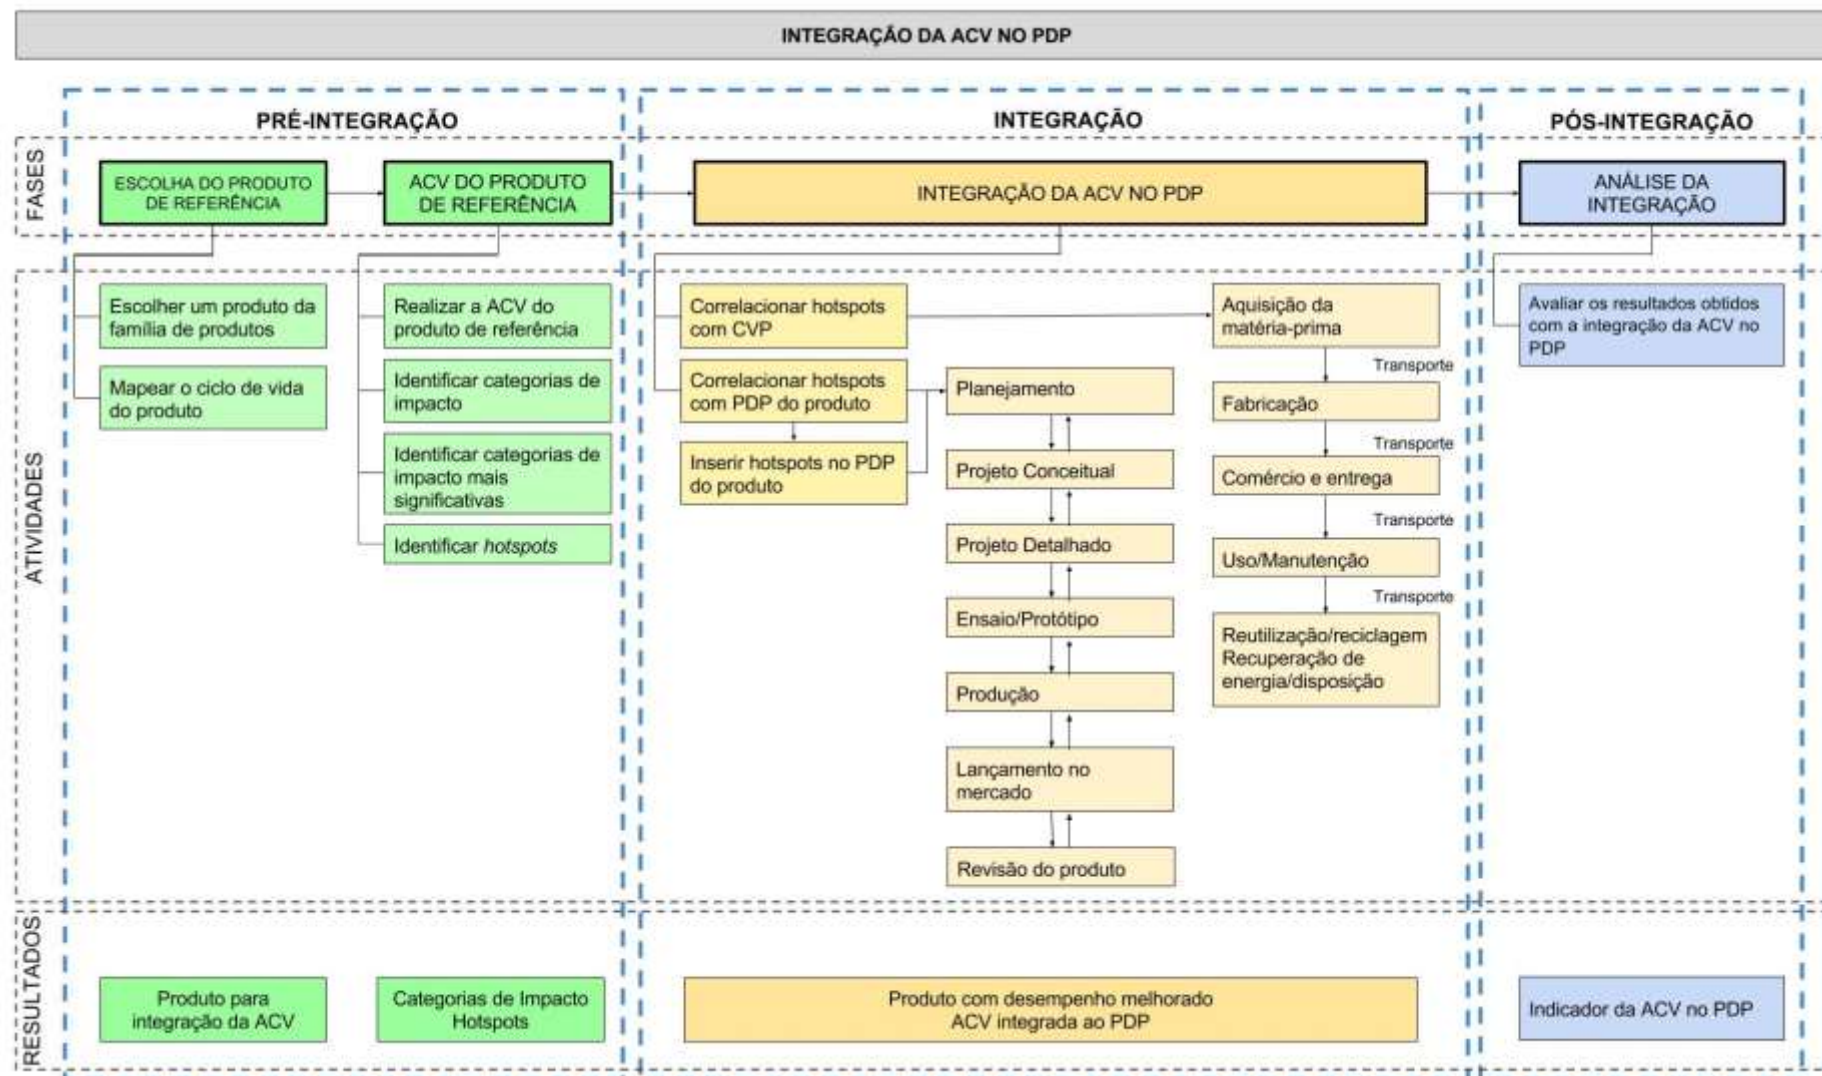 INTEGRAÇÃO DA ACV NO PDP
PRÉ-INTEGRAÇÃO
INTEGRAÇÃO
PÓS-INTEGRAÇÃO
FASES
ESCOLHA DO PRODUTO
DE REFERÊNCIA
ACV DO PRODUTO
DE REFERÊNCIA
INTEGRAÇÃO DA ACV NO PDP
ANÁLISE DA
INTEGRAÇÃO
ATIVIDADES
Escolher um produto da
família de produtos
Mapear o ciclo de vida
do produto
Realizar a ACV do
produto de referência
Identificar categorias de
impacto
Identificar categorias de
impacto mais
significativas
Identificar hotspots
Correlacionar hotspots
com CVP
Correlacionar hotspots
com PDP do produto
Inserir hotspots no PDP
do produto
Planejamento
Projeto Conceitual
Projeto Detalhado
Ensaio/Protótipo
Produção
Lançamento no
mercado
Revisão do produto
Aquisição da
matéria-prima
Transporte
Fabricação
Transporte
Comércio e entrega
Transporte
Uso/Manutenção
Transporte
Reutilização/reciclagem
Recuperação de
energia/disposição
Avaliar os resultados obtidos
com a integração da ACV no
PDP
RESULTADOS
Produto para
integração da ACV
Categorias de Impacto
Hotspots
Produto com desempenho melhorado
ACV integrada ao PDP
Indicador da ACV no PDP